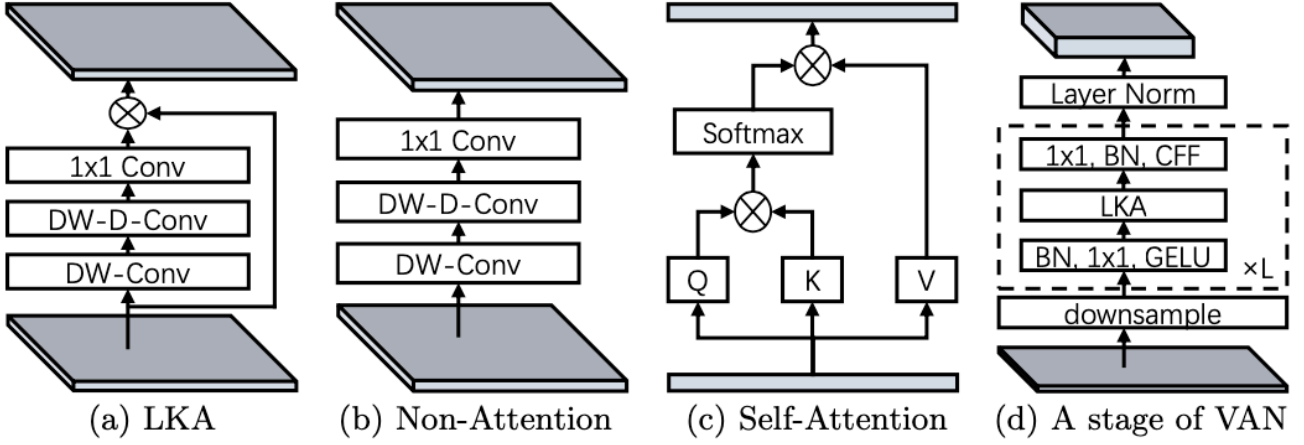 1x1 Conv
DW-D-Conv
DW-Conv
(a) LKA
1x1 Conv
DW-D-Conv
DW-Conv
(b) Non-Attention
Softmax
Q K V
(c) Self-Attention
Layer Norm
1x1, BN, CFF
LKA
BN, 1x1, GELU
×L
downsample
(d) A stage of VAN